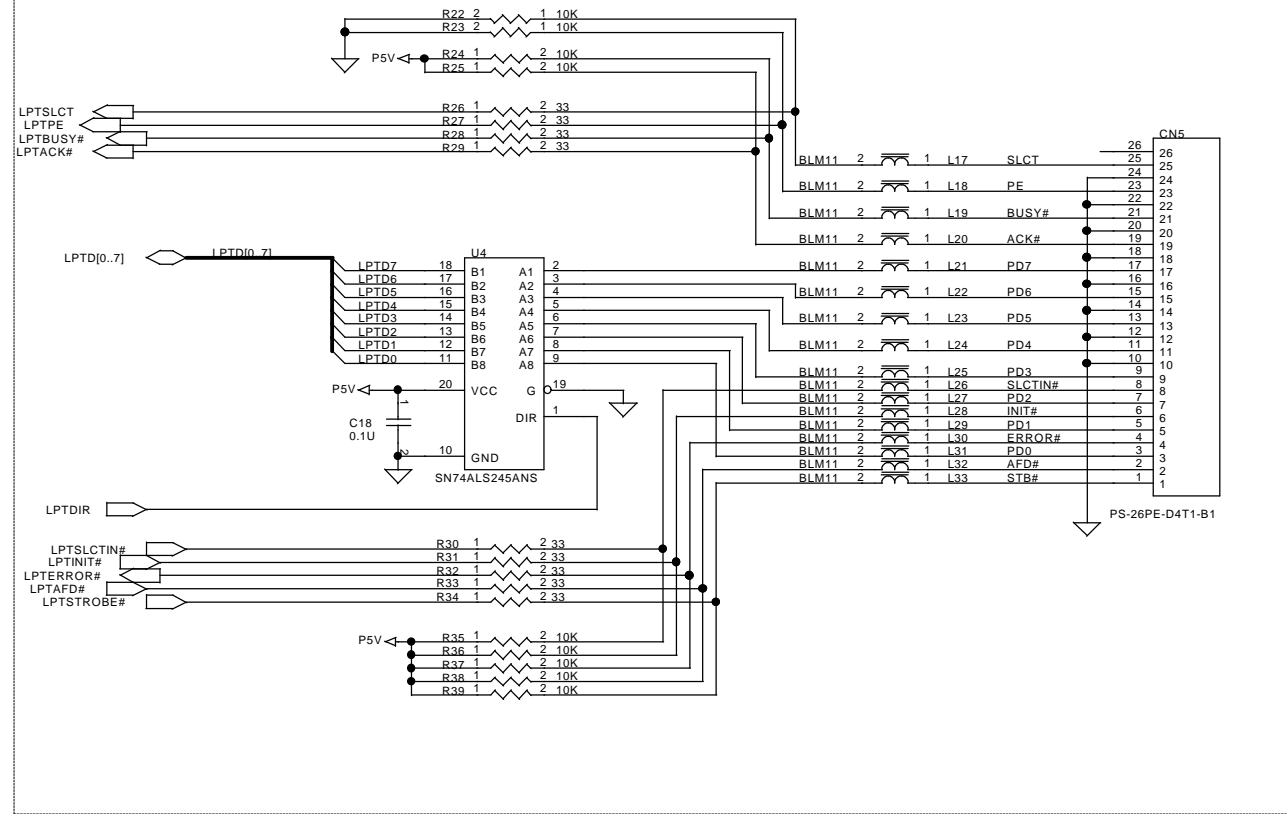 R22 2 1 10K
R23 2 1 10K
P5V R24 1 2 10K
R25 1 2 10K
LPTSLCT R26 1 2 33
LPTPE R27 1 2 33
LPTBUSY# R28 1 2 33
LPTACK# R29 1 2 33
CN5
26 26
BLM11 2 1 L17 SLCT 25 25
24 24
BLM11 2 1 L18 PE 23 23
22 22
BLM11 2 1 L19 BUSY# 21 21
20 20
BLM11 2 1 L20 ACK# 19 19
18 18
LPTD[0..7] LPTD[0..7] U4
LPTD7 18 B1 A1 2 BLM11 2 1 L21 PD7 17 17
LPTD6 17 B2 A2 3
16 16
LPTD5 16 B3 A3 4 BLM11 2 1 L22 PD6 15 15
LPTD4 15 B4 A4 5
14 14
LPTD3 14 B5 A5 6 BLM11 2 1 L23 PD5 13 13
LPTD2 13 B6 A6 7
12 12
LPTD1 12 B7 A7 8 BLM11 2 1 L24 PD4 11 11
LPTD0 11 B8 A8 9
10 10
BLM11 2 1 L25 PD3 9 9
P5V 20 VCC G 19 BLM11 2 1 L26 SLCTIN# 8 8
BLM11 2 1 L27 PD2 7 7
1 DIR 1 BLM11 2 1 L28 INIT# 6 6
C18 BLM11 2 1 L29 PD1 5 5
0.1U BLM11 2 1 L30 ERROR# 4 4
2 10 GND BLM11 2 1 L31 PD0 3 3
BLM11 2 1 L32 AFD# 2 2
SN74ALS245ANS BLM11 2 1 L33 STB# 1 1
LPTDIR
PS-26PE-D4T1-B1
LPTSLCTIN# R30 1 2 33
LPTINIT# R31 1 2 33
LPTERROR# R32 1 2 33
LPTAFD# R33 1 2 33
LPTSTROBE# R34 1 2 33
P5V R35 1 2 10K
R36 1 2 10K
R37 1 2 10K
R38 1 2 10K
R39 1 2 10K